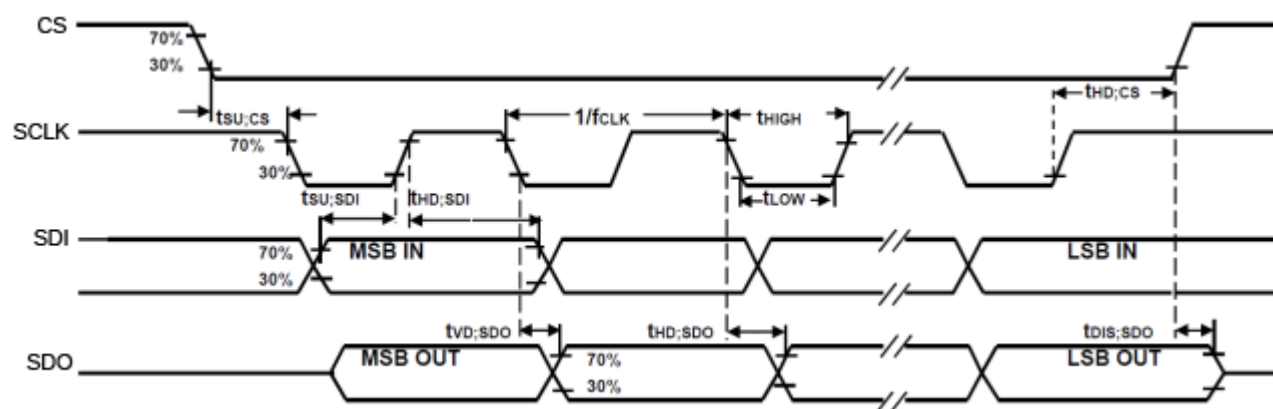 CS
70%
30%
tSU;CS
1/fCLK
tHIGH
tHD;CS
SCLK
70%
30%
tSU;SDI
tHD;SDI
tLOW
SDI
70%
30%
MSB IN
LSB IN
tVD;SDO
tHD;SDO
tDIS;SDO
SDO
MSB OUT
70%
30%
LSB OUT